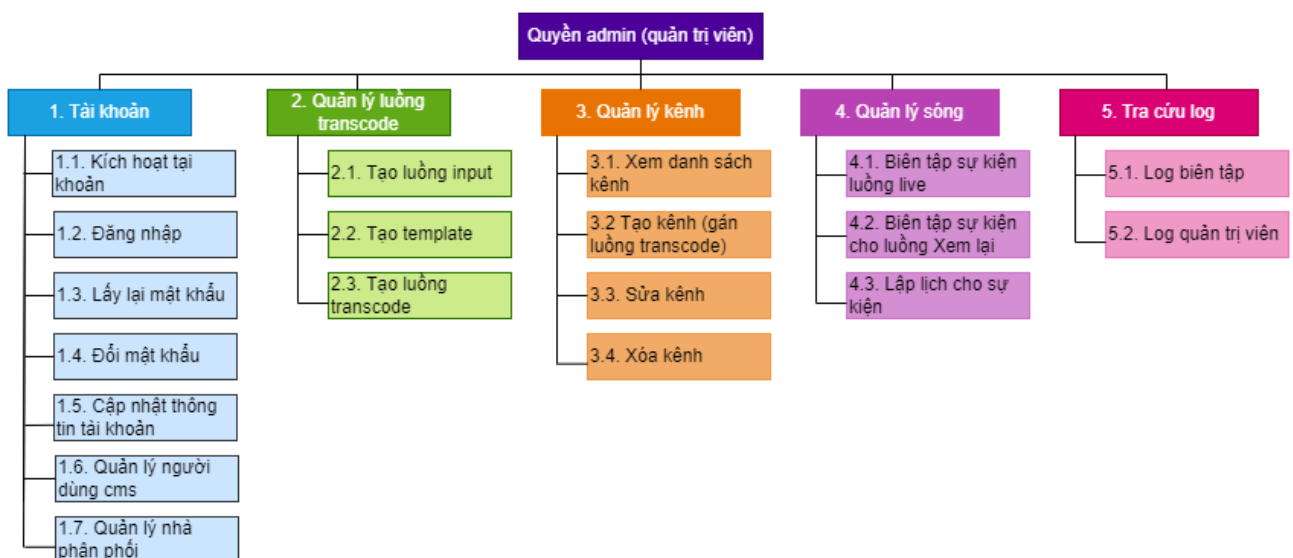 Quyền admin (quản trị viên)
1. Tài khoản
1.1. Kích hoạt tại
khoản
1.2. Đăng nhập
1.3. Lấy lại mật khẩu
1.4. Đổi mật khẩu
1.5. Cập nhật thông
tin tài khoản
1.6. Quản lý người
dùng cms
1.7. Quản lý nhà
phân phối
2. Quản lý luồng
transcode
2.1. Tạo luồng input
2.2. Tạo template
2.3. Tạo luồng
transcode
3. Quản lý kênh
3.1. Xem danh sách
kênh
3.2 Tạo kênh (gán
luồng transcode)
3.3. Sửa kênh
3.4. Xóa kênh
4. Quản lý sóng
4.1. Biên tập sự kiện
luồng live
4.2. Biên tập sự kiện
cho luồng Xem lại
4.3. Lập lịch cho sự
kiện
5. Tra cứu log
5.1. Log biên tập
5.2. Log quản trị viên